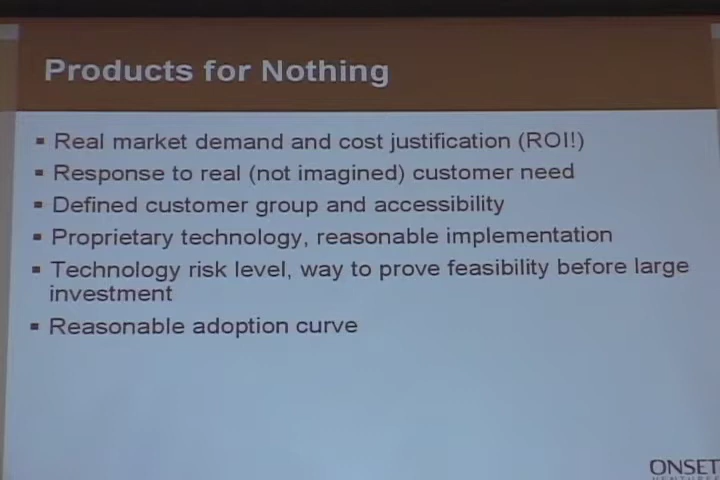 Products for Nothing
▪ Real market demand and cost justification (ROI!)
▪ Response to real (not imagined) customer need
▪ Defined customer group and accessibility
▪ Proprietary technology, reasonable implementation
▪ Technology risk level, way to prove feasibility before large
investment
▪ Reasonable adoption curve
ONSET
VENTURES